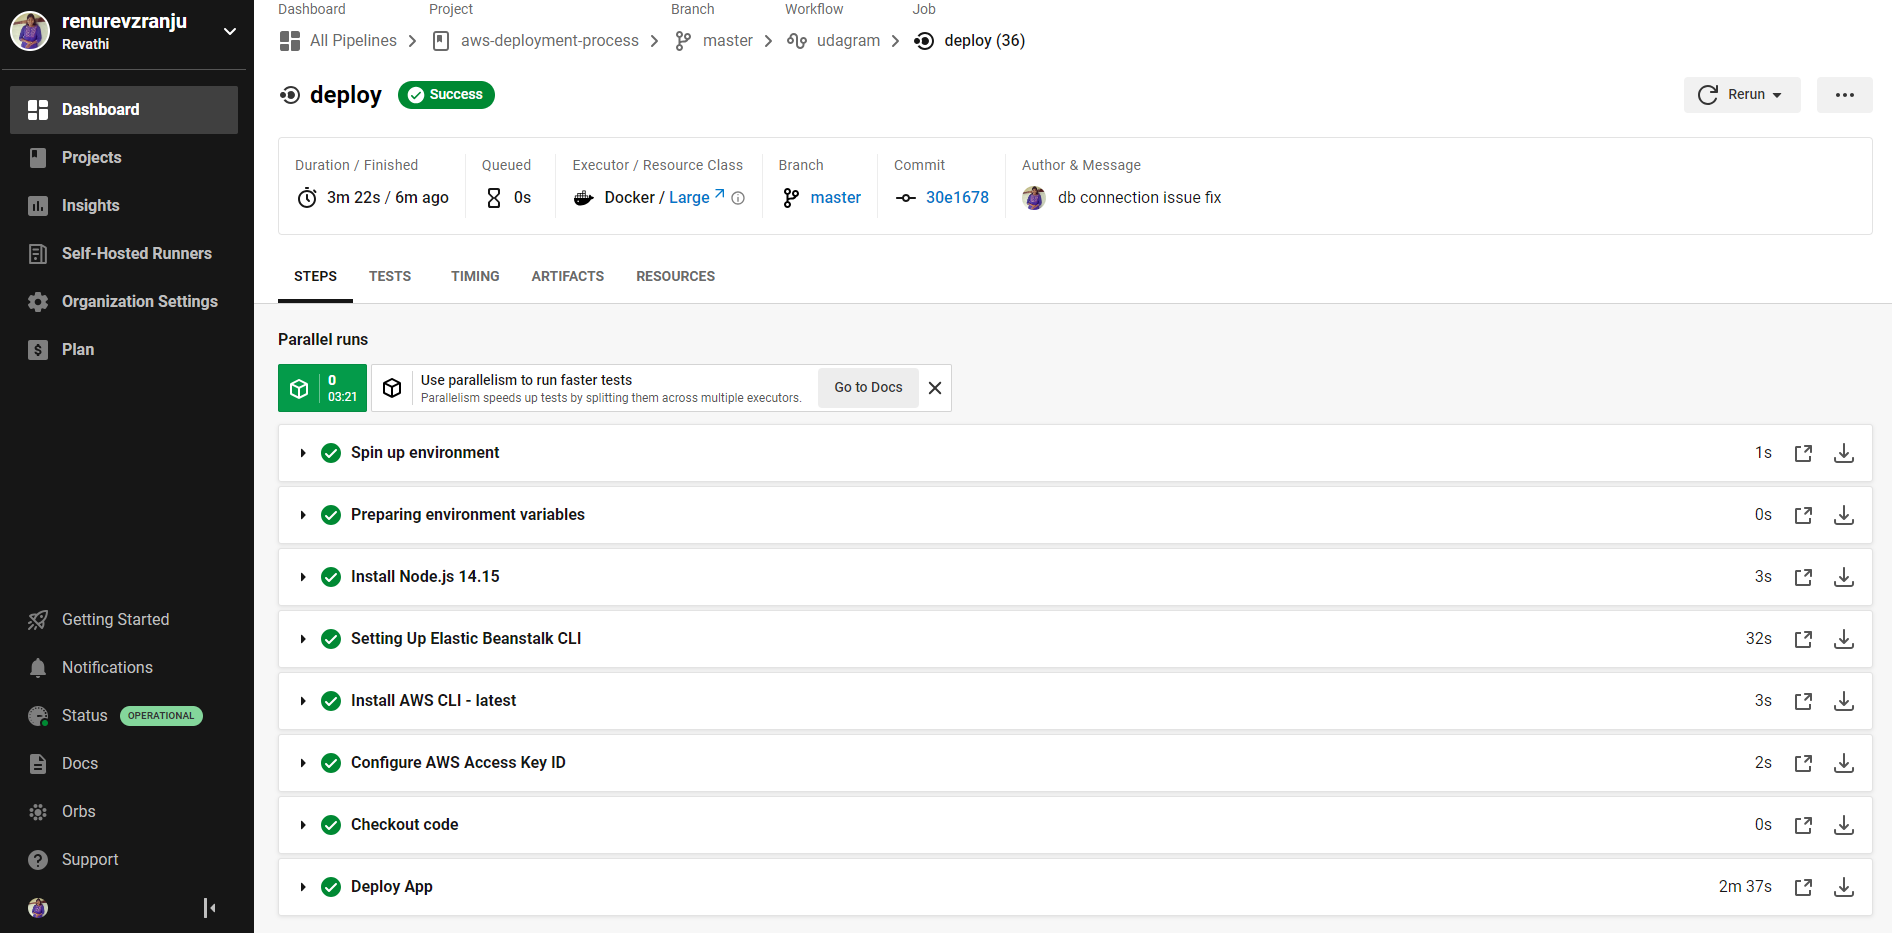 renurevzranju
Revathi
Dashboard
Projects
Insights
Self-Hosted Runners
Organization Settings
Plan
Getting Started
Notifications
Status OPERATIONAL
Docs
Orbs
Support
Dashboard Project Branch Workflow Job
All Pipelines aws-deployment-process master udagram deploy (36)
deploy Success
Rerun
Duration / Finished Queued Executor / Resource Class Branch Commit Author & Message
3m 22s / 6m ago 0s Docker / Large master 30e1678 db connection issue fix
STEPS TESTS TIMING ARTIFACTS RESOURCES
Parallel runs
0
03:21
Use parallelism to run faster tests
Parallelism speeds up tests by splitting them across multiple executors.
Go to Docs
Spin up environment 1s
Preparing environment variables 0s
Install Node.js 14.15 3s
Setting Up Elastic Beanstalk CLI 32s
Install AWS CLI - latest 3s
Configure AWS Access Key ID 2s
Checkout code 0s
Deploy App 2m 37s